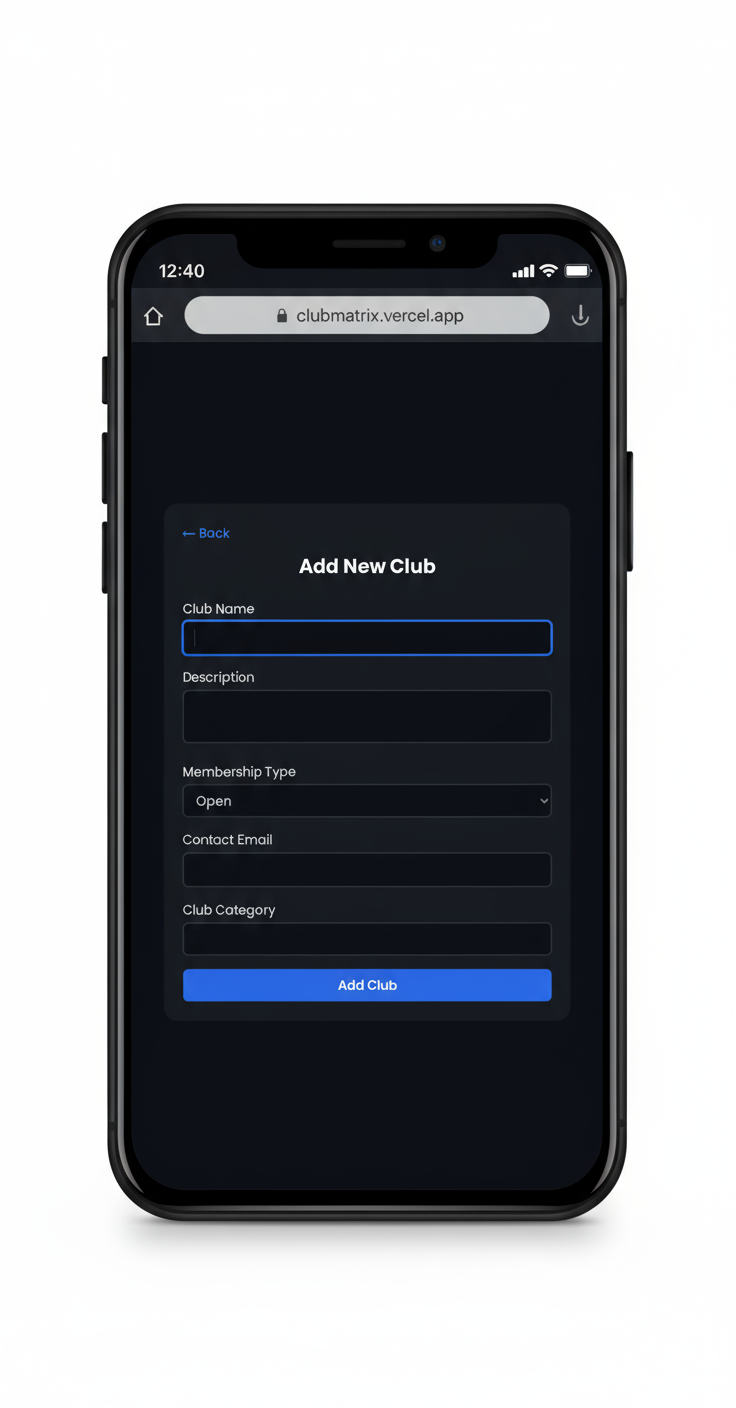 12:40
clubmatrix.vercel.app
← Back
Add New Club
Club Name
Description
Membership Type
Open
Contact Email
Club Category
Add Club